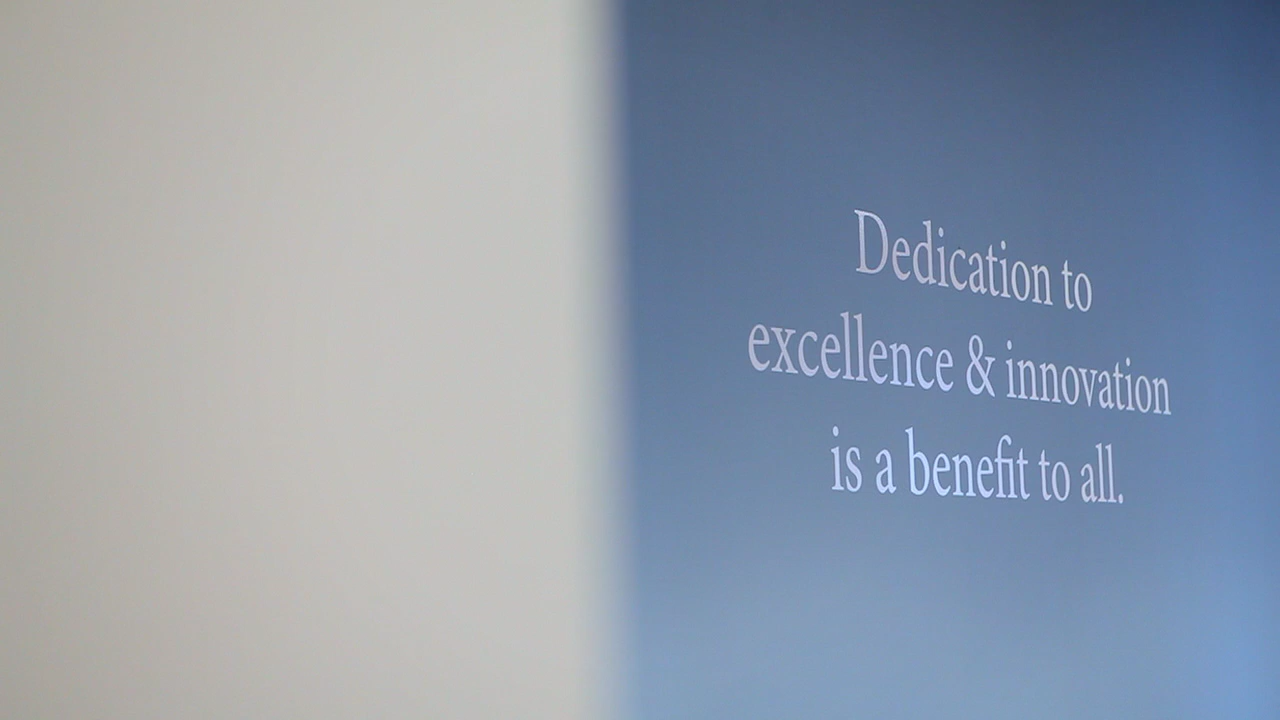 Dedication to
excellence & innovation
is a benefit to all.